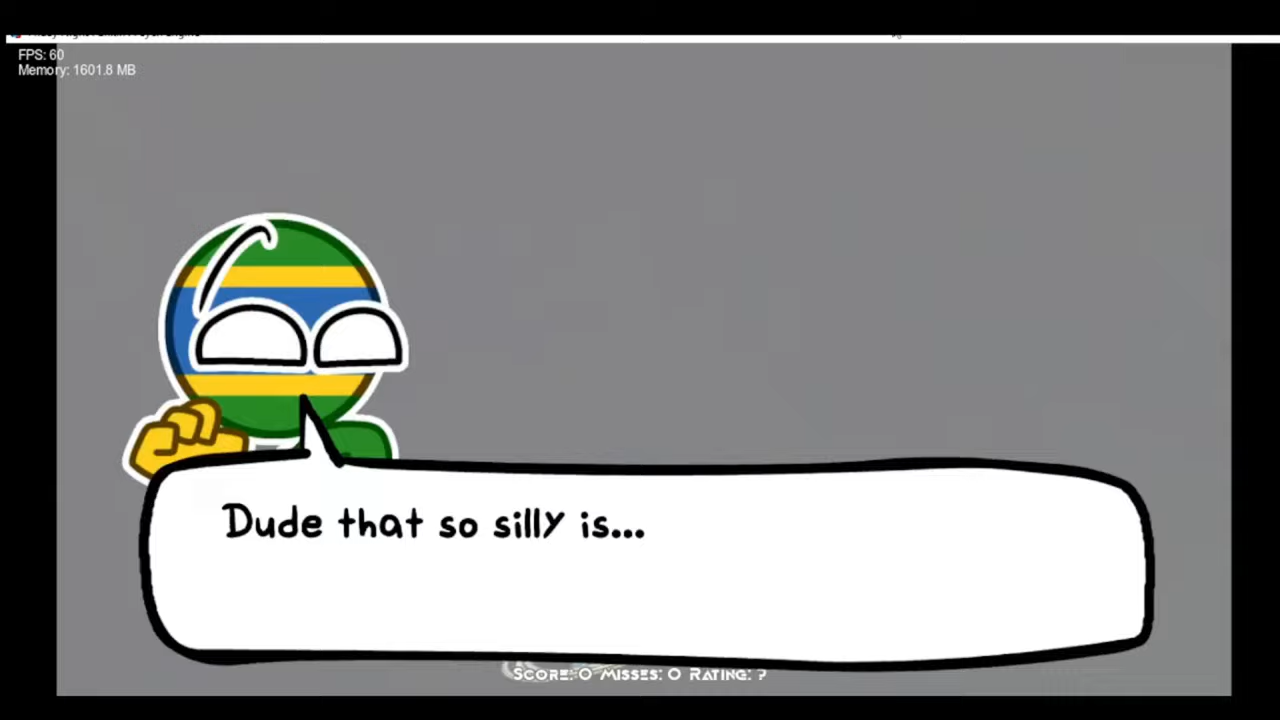 FPS: 60
Memory: 1601.8 MB
Dude that so silly is...
Score: 0 Misses: 0 Rating: ?